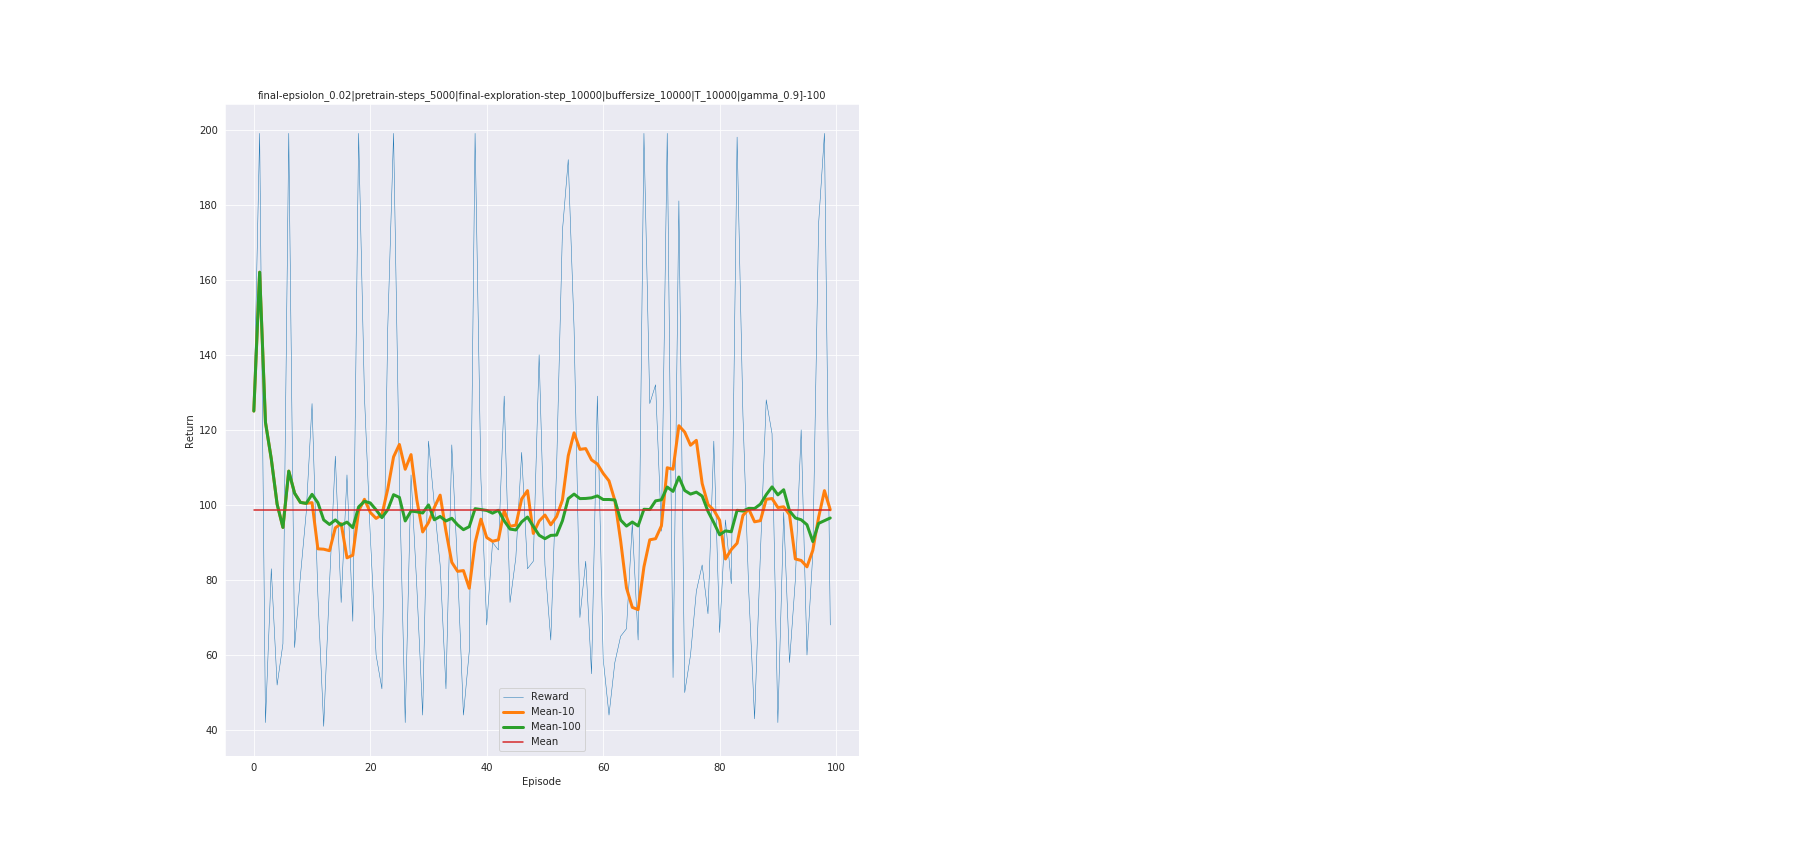 final-epsiolon_0.02|pretrain-steps_5000|final-exploration-step_10000|buffersize_10000|T_10000|gamma_0.9]-100
200
180
160
140
120
100
80
60
40
Return
Reward
Mean-10
Mean-100
Mean
0
20
40
60
80
100
Episode